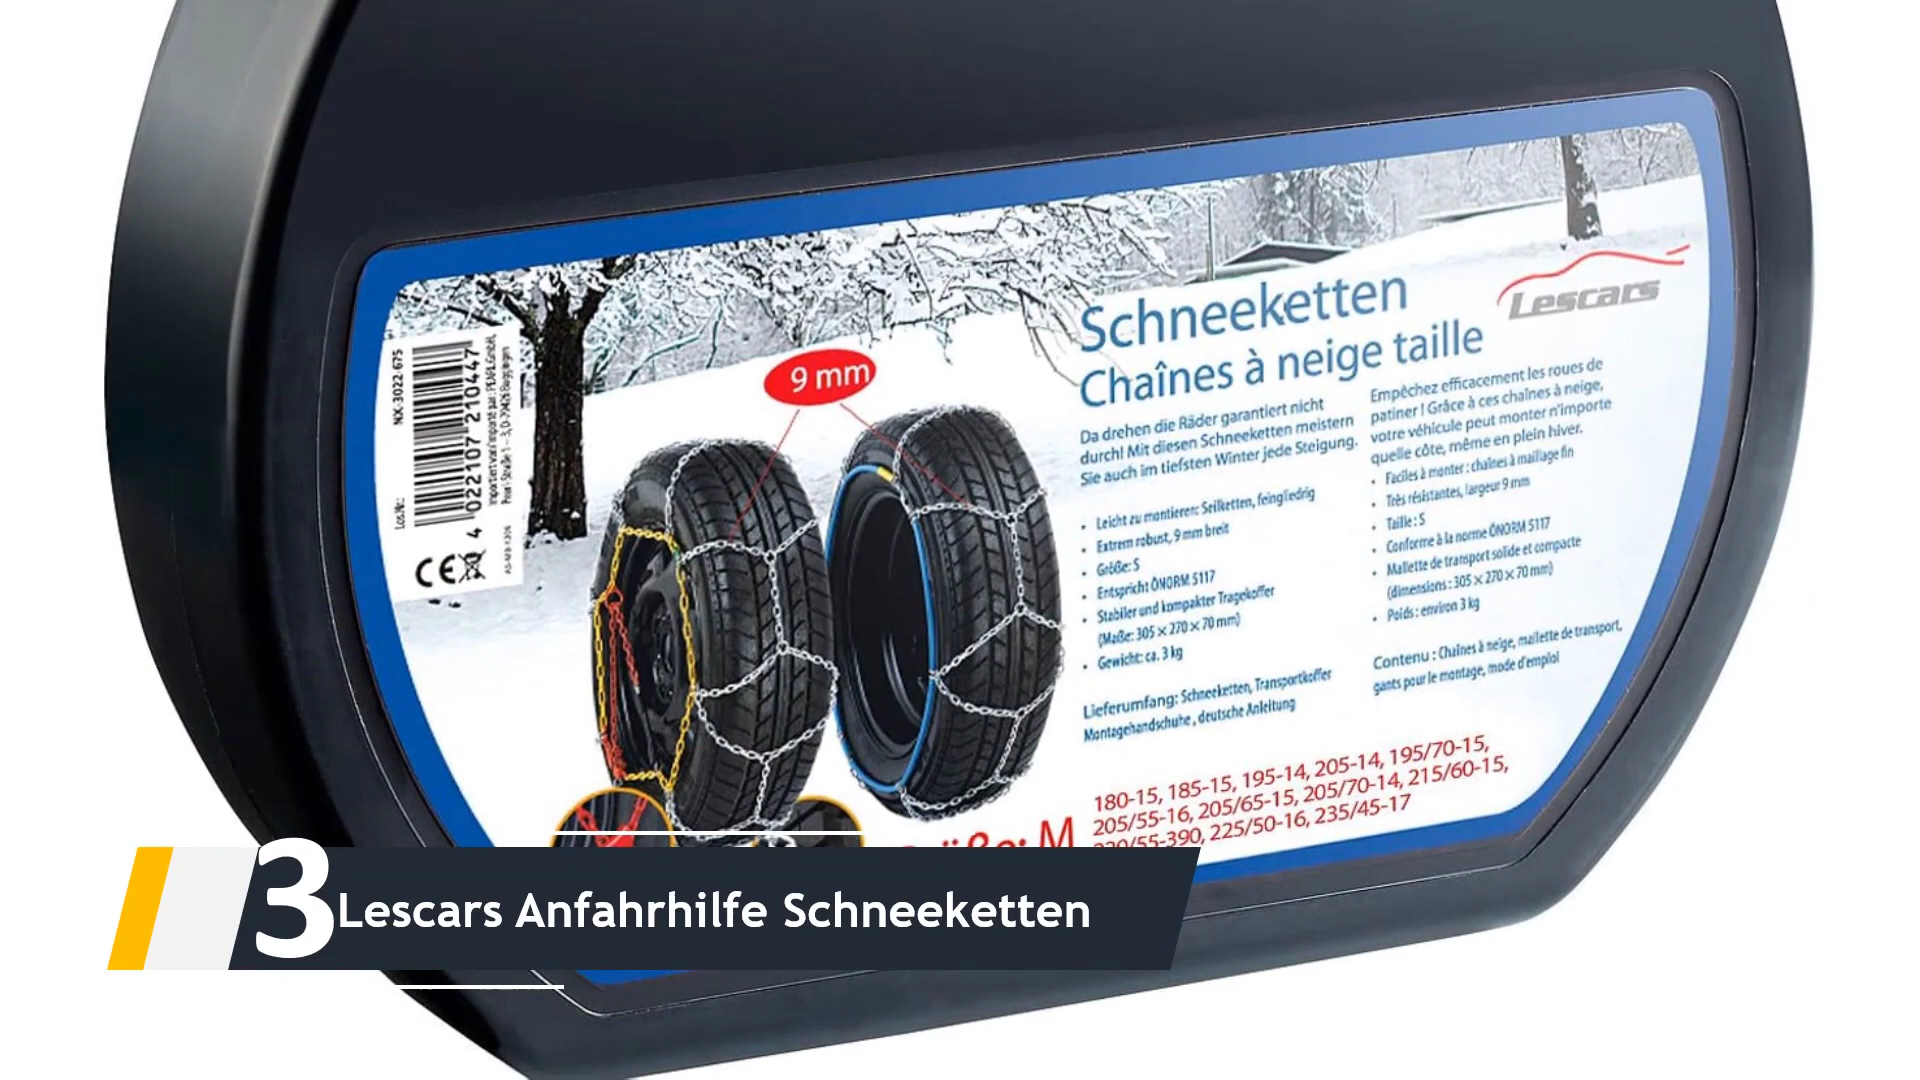 Schneeketten
Chaînes à neige taille
Lescars
9 mm
NX-3022-675
Los.Nr.:
4 022107 210447
CE
Da drehen die Räder garantiert nicht
durch! Mit diesen Schneeketten meistern
Sie auch im tiefsten Winter jede Steigung.
• Leicht zu montieren: Seilketten, feingliedrig
• Extrem robust, 9 mm breit
• Größe: S
• Entspricht ÖNORM 5117
• Stabiler und kompakter Tragekoffer
(Maße: 305 × 270 × 70 mm)
• Gewicht: ca. 3 kg
Lieferumfang: Schneeketten, Transportkoffer
Montagehandschuhe , deutsche Anleitung
Empêchez efficacement les roues de
patiner ! Grâce à ces chaînes à neige,
votre véhicule peut monter n'importe
quelle côte, même en plein hiver.
• Faciles à monter : chaînes à maillage fin
• Très résistantes, largeur 9 mm
• Taille : S
• Conforme à la norme ÖNORM 5117
• Mallette de transport solide et compacte
(dimensions : 305 × 270 × 70 mm)
• Poids : environ 3 kg
Contenu : Chaînes à neige, mallette de transport,
gants pour le montage, mode d'emploi
180-15, 185-15, 195-14, 205-14, 195/70-15,
205/55-16, 205/65-15, 205/70-14, 215/60-15,
220/55-390, 225/50-16, 235/45-17
Größe: M
3
Lescars Anfahrhilfe Schneeketten